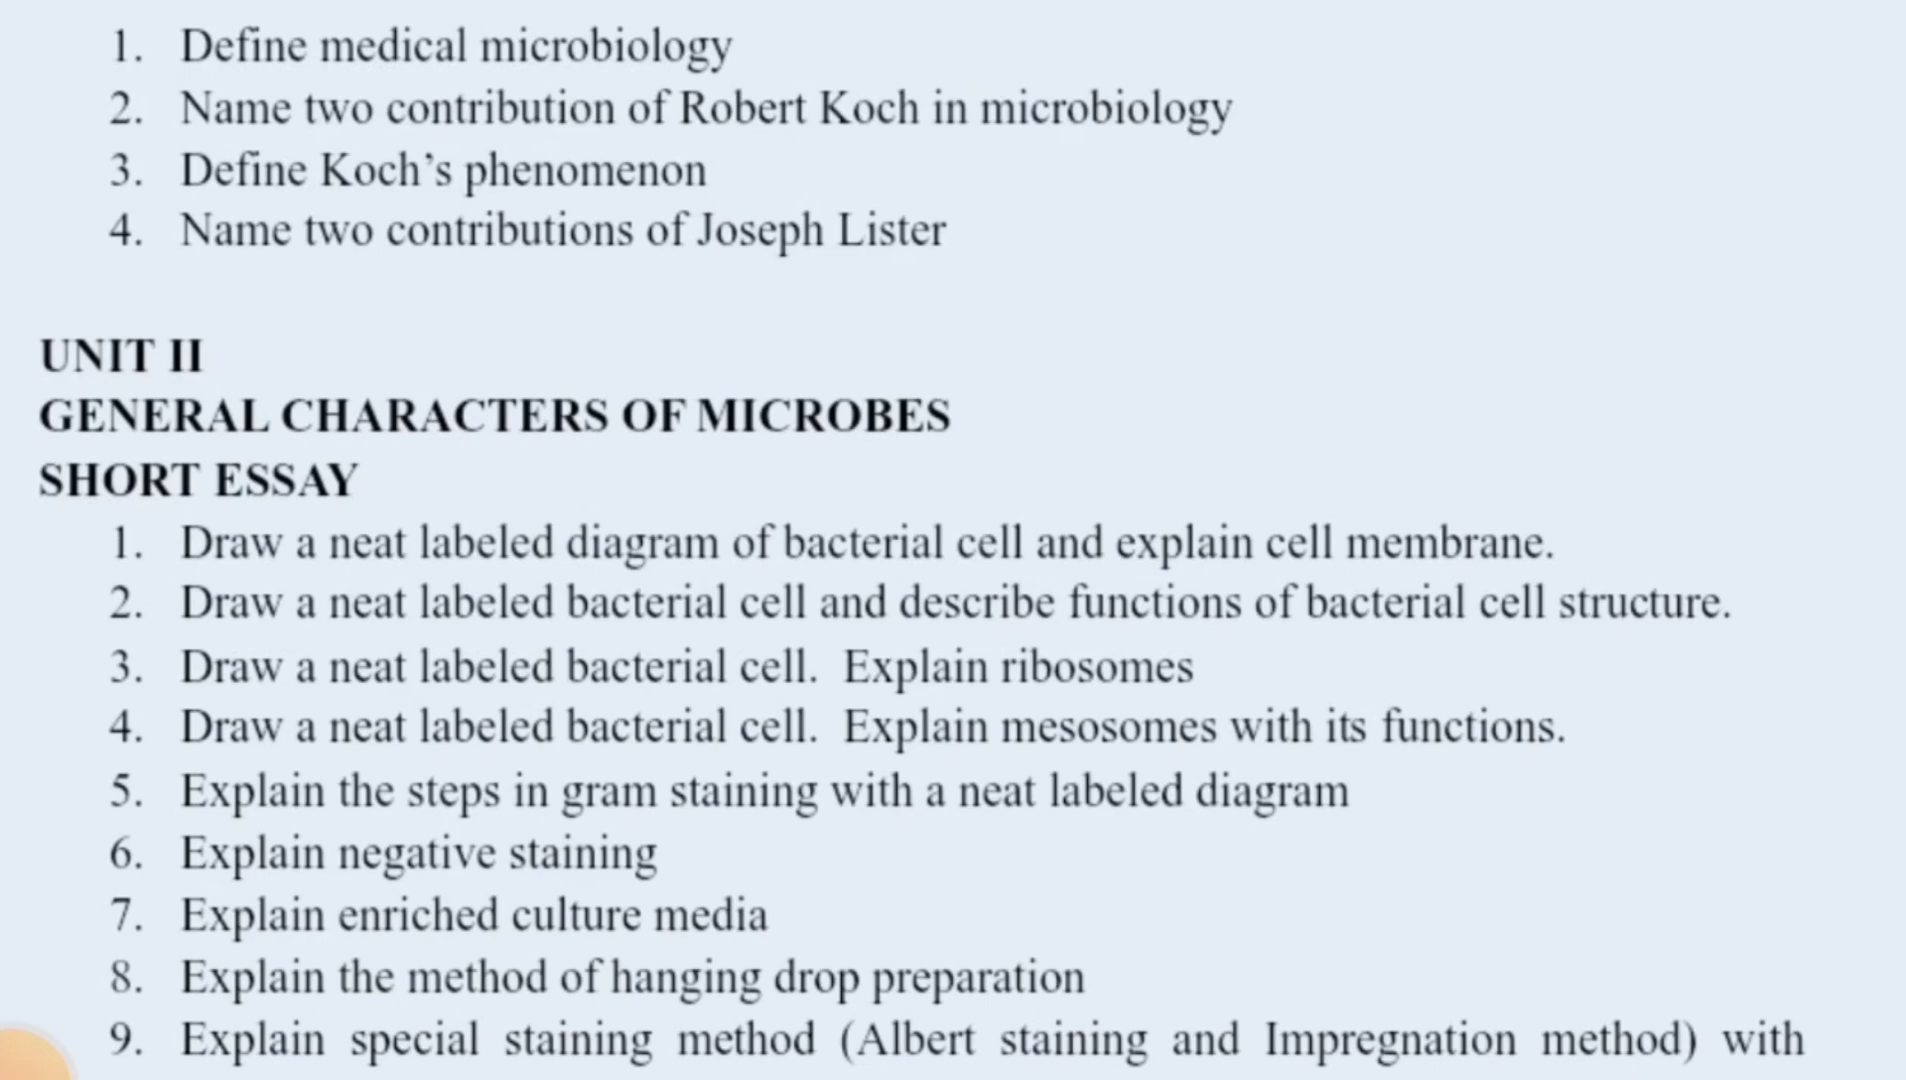 1. Define medical microbiology
2. Name two contribution of Robert Koch in microbiology
3. Define Koch’s phenomenon
4. Name two contributions of Joseph Lister
UNIT II
GENERAL CHARACTERS OF MICROBES
SHORT ESSAY
1. Draw a neat labeled diagram of bacterial cell and explain cell membrane.
2. Draw a neat labeled bacterial cell and describe functions of bacterial cell structure.
3. Draw a neat labeled bacterial cell. Explain ribosomes
4. Draw a neat labeled bacterial cell. Explain mesosomes with its functions.
5. Explain the steps in gram staining with a neat labeled diagram
6. Explain negative staining
7. Explain enriched culture media
8. Explain the method of hanging drop preparation
9. Explain special staining method (Albert staining and Impregnation method) with